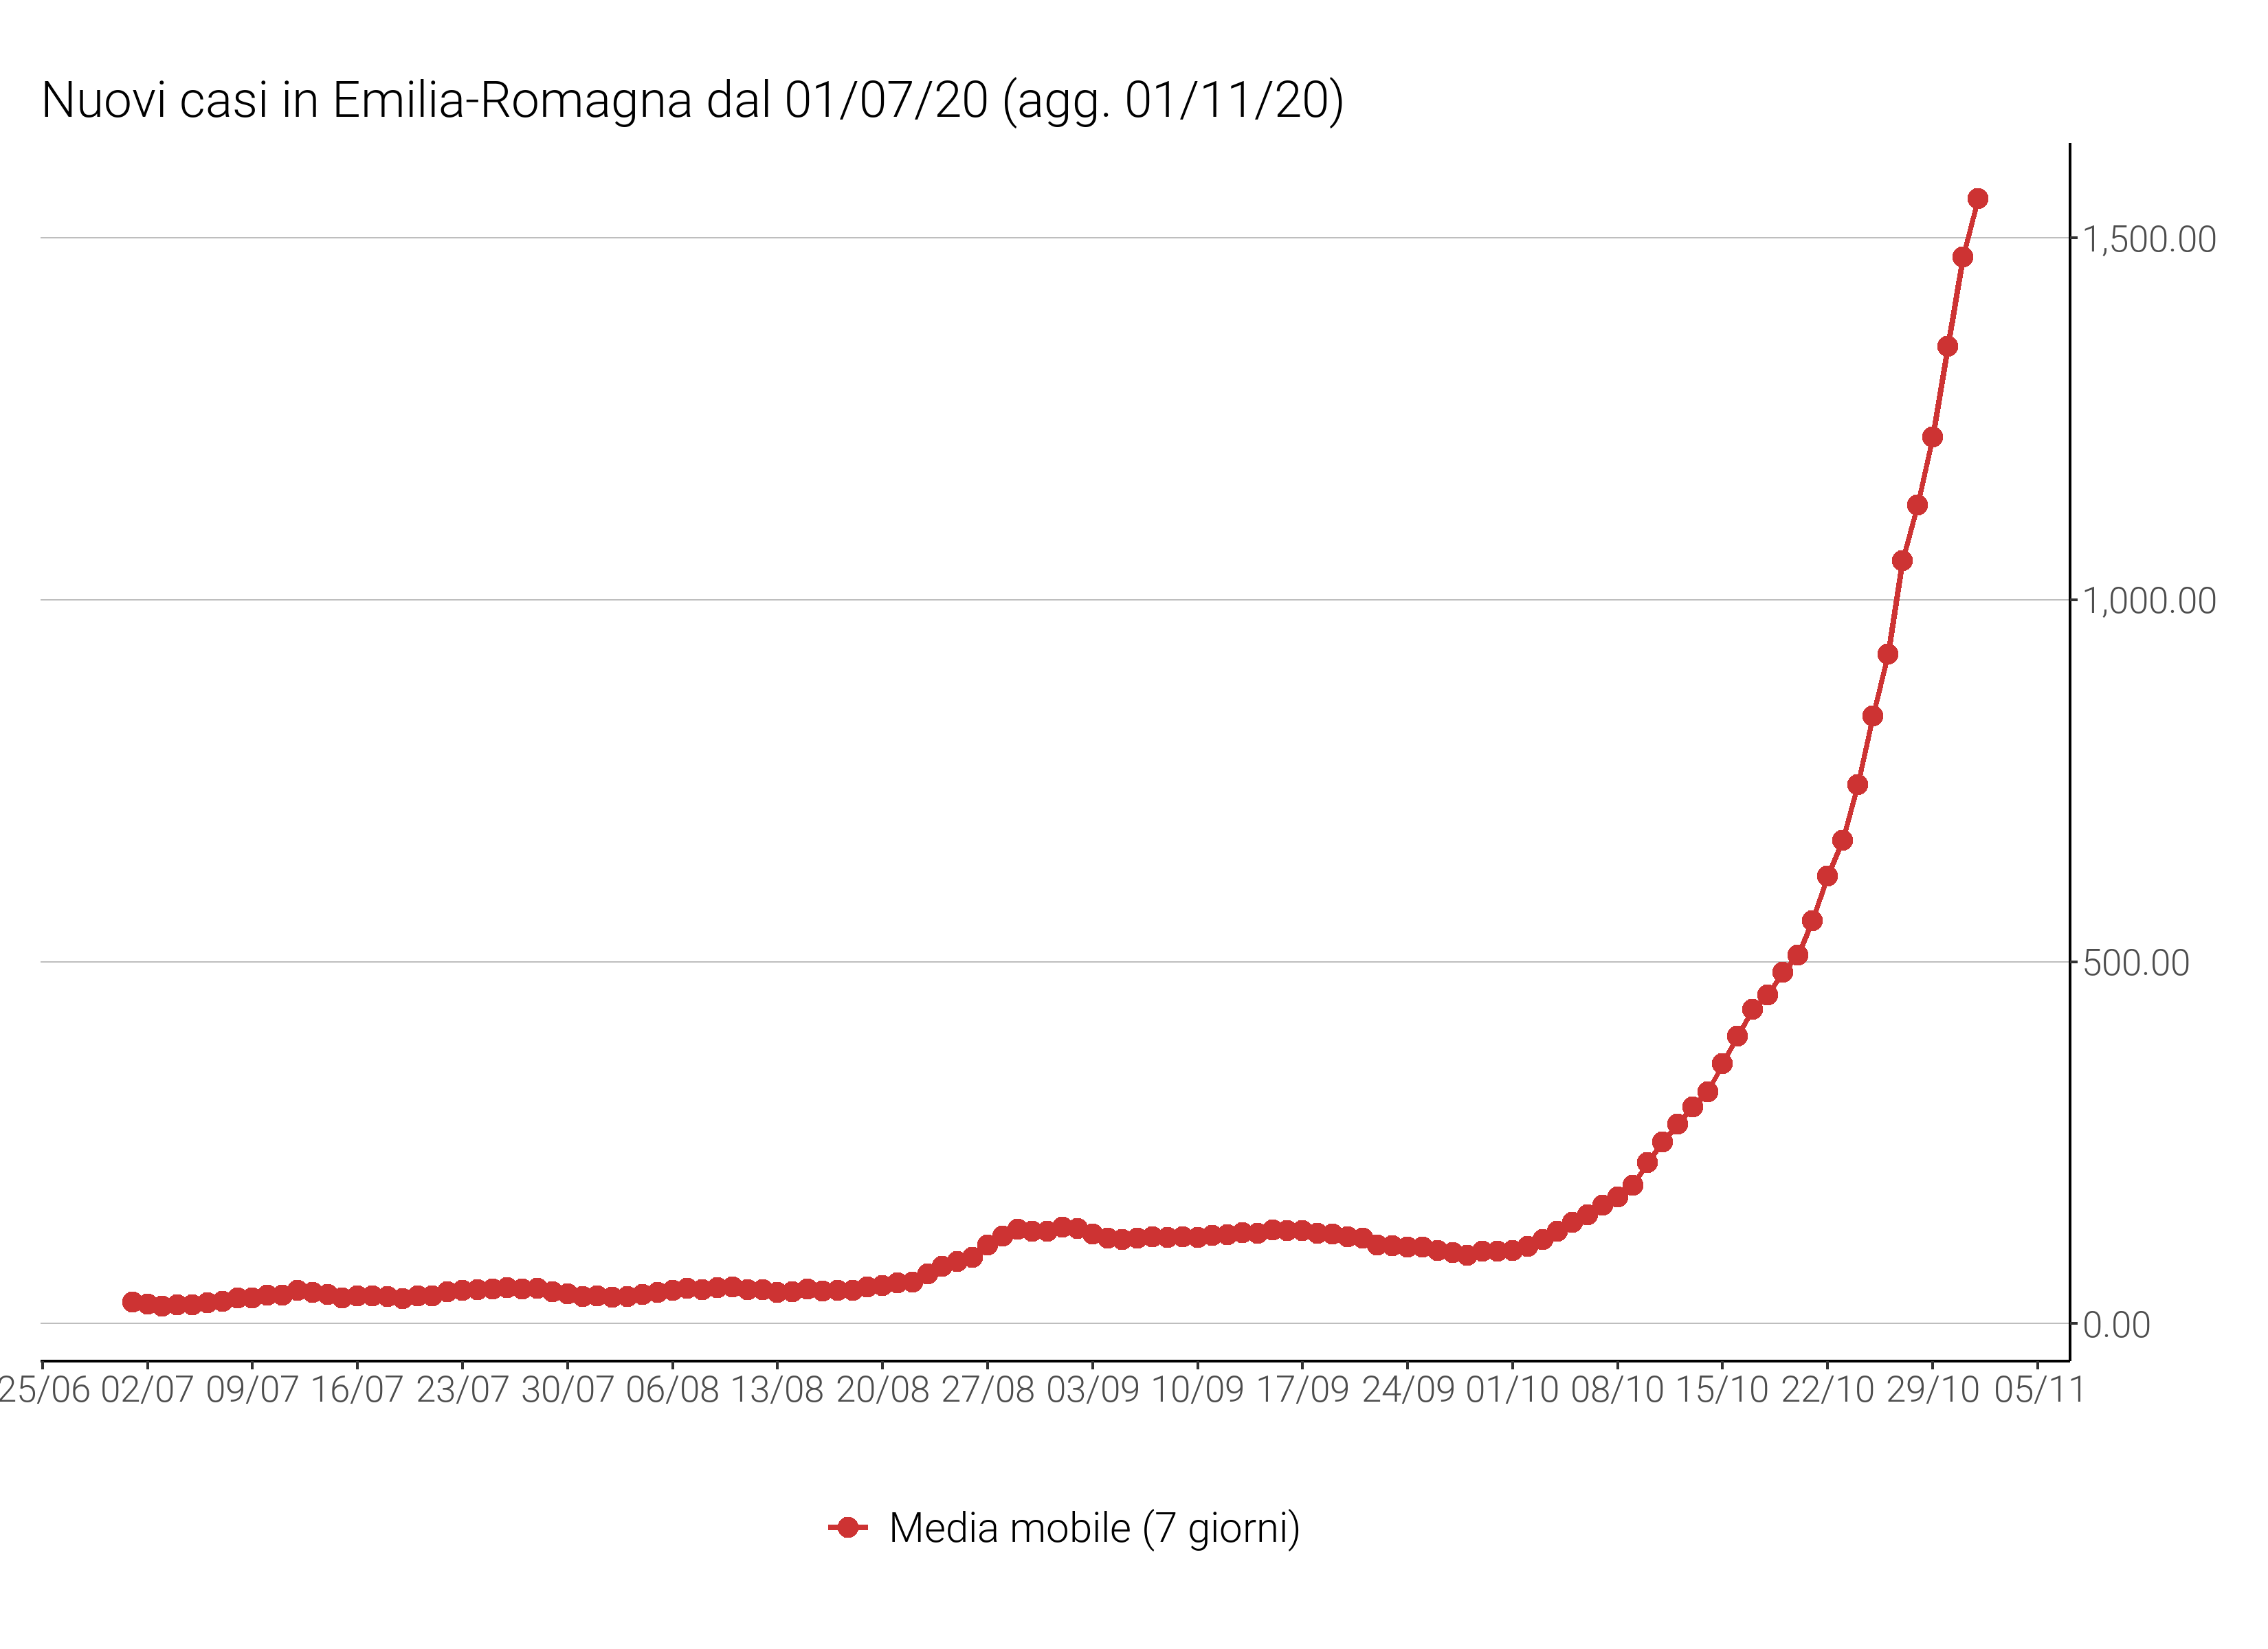 Nuovi casi in Emilia-Romagna dal 01/07/20 (agg. 01/11/20)
1,500.00
1,000.00
500.00
0.00
25/06 02/07 09/07 16/07 23/07 30/07 06/08 13/08 20/08 27/08 03/09 10/09 17/09 24/09 01/10 08/10 15/10 22/10 29/10 05/11
Media mobile (7 giorni)